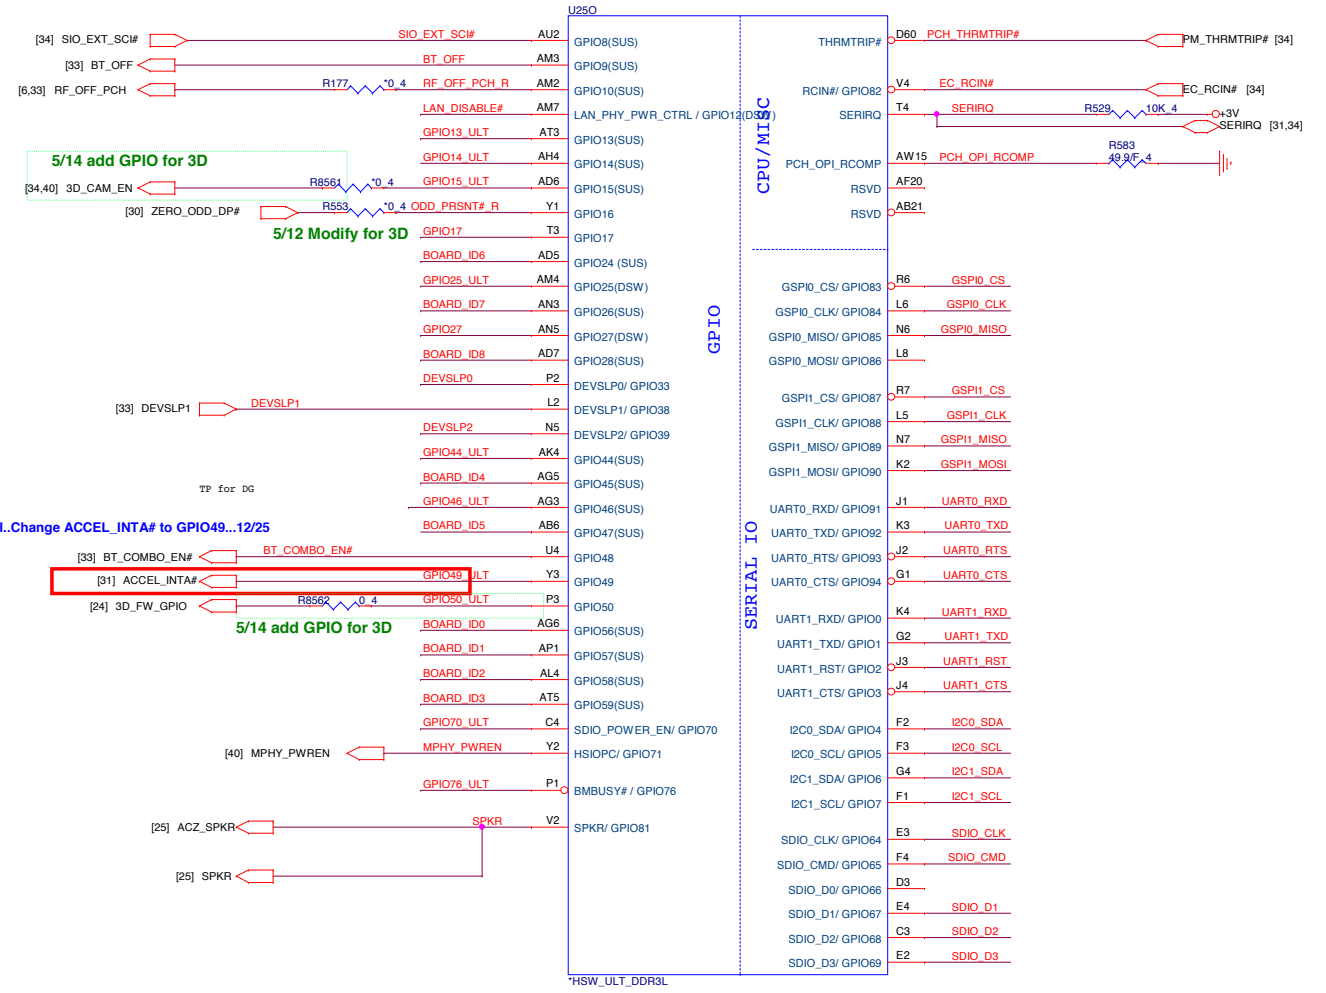 U25O
[34] SIO_EXT_SCI# SIO_EXT_SCI# AU2 GPIO8(SUS) THRMTRIP# D60 PCH_THRMTRIP# PM_THRMTRIP# [34]
[33] BT_OFF BT_OFF AM3 GPIO9(SUS)
[6,33] RF_OFF_PCH R177 *0_4 RF_OFF_PCH_R AM2 GPIO10(SUS) RCIN#/ GPIO82 V4 EC_RCIN# EC_RCIN# [34]
LAN_DISABLE# AM7 LAN_PHY_PWR_CTRL / GPIO12(DSW) SERIRQ T4 SERIRQ R529 10K_4 +3V
SERIRQ [31,34]
GPIO13_ULT AT3 GPIO13(SUS)
5/14 add GPIO for 3D
GPIO14_ULT AH4 GPIO14(SUS) PCH_OPI_RCOMP AW15 PCH_OPI_RCOMP R583 49.9/F_4
[34,40] 3D_CAM_EN R8561 *0_4 GPIO15_ULT AD6 GPIO15(SUS) RSVD AF20
[30] ZERO_ODD_DP# R553 *0_4 ODD_PRSNT#_R Y1 GPIO16 RSVD AB21
5/12 Modify for 3D
GPIO17 T3 GPIO17
CPU/MISC
BOARD_ID6 AD5 GPIO24 (SUS)
GPIO25_ULT AM4 GPIO25(DSW) GSPI0_CS/ GPIO83 R6 GSPI0_CS
BOARD_ID7 AN3 GPIO26(SUS) GSPI0_CLK/ GPIO84 L6 GSPI0_CLK
GPIO27 AN5 GPIO27(DSW) GSPI0_MISO/ GPIO85 N6 GSPI0_MISO
GPIO
BOARD_ID8 AD7 GPIO28(SUS) GSPI0_MOSI/ GPIO86 L8
DEVSLP0 P2 DEVSLP0/ GPIO33 GSPI1_CS/ GPIO87 R7 GSPI1_CS
[33] DEVSLP1 DEVSLP1 L2 DEVSLP1/ GPIO38 GSPI1_CLK/ GPIO88 L5 GSPI1_CLK
DEVSLP2 N5 DEVSLP2/ GPIO39 GSPI1_MISO/ GPIO89 N7 GSPI1_MISO
GPIO44_ULT AK4 GPIO44(SUS) GSPI1_MOSI/ GPIO90 K2 GSPI1_MOSI
BOARD_ID4 AG5 GPIO45(SUS)
TP for DG
GPIO46_ULT AG3 GPIO46(SUS) UART0_RXD/ GPIO91 J1 UART0_RXD
I..Change ACCEL_INTA# to GPIO49...12/25
BOARD_ID5 AB6 GPIO47(SUS) UART0_TXD/ GPIO92 K3 UART0_TXD
[33] BT_COMBO_EN# BT_COMBO_EN# U4 GPIO48 UART0_RTS/ GPIO93 J2 UART0_RTS
[31] ACCEL_INTA# GPIO49_ULT Y3 GPIO49 UART0_CTS/ GPIO94 G1 UART0_CTS
SERIAL IO
[24] 3D_FW_GPIO R8562 0_4 GPIO50_ULT P3 GPIO50 UART1_RXD/ GPIO0 K4 UART1_RXD
5/14 add GPIO for 3D
BOARD_ID0 AG6 GPIO56(SUS) UART1_TXD/ GPIO1 G2 UART1_TXD
BOARD_ID1 AP1 GPIO57(SUS) UART1_RST/ GPIO2 J3 UART1_RST
BOARD_ID2 AL4 GPIO58(SUS) UART1_CTS/ GPIO3 J4 UART1_CTS
BOARD_ID3 AT5 GPIO59(SUS)
GPIO70_ULT C4 SDIO_POWER_EN/ GPIO70 I2C0_SDA/ GPIO4 F2 I2C0_SDA
[40] MPHY_PWREN MPHY_PWREN Y2 HSIOPC/ GPIO71 I2C0_SCL/ GPIO5 F3 I2C0_SCL
I2C1_SDA/ GPIO6 G4 I2C1_SDA
GPIO76_ULT P1 BMBUSY# / GPIO76 I2C1_SCL/ GPIO7 F1 I2C1_SCL
[25] ACZ_SPKR SPKR V2 SPKR/ GPIO81 SDIO_CLK/ GPIO64 E3 SDIO_CLK
SDIO_CMD/ GPIO65 F4 SDIO_CMD
[25] SPKR SDIO_D0/ GPIO66 D3
SDIO_D1/ GPIO67 E4 SDIO_D1
SDIO_D2/ GPIO68 C3 SDIO_D2
SDIO_D3/ GPIO69 E2 SDIO_D3
*HSW_ULT_DDR3L